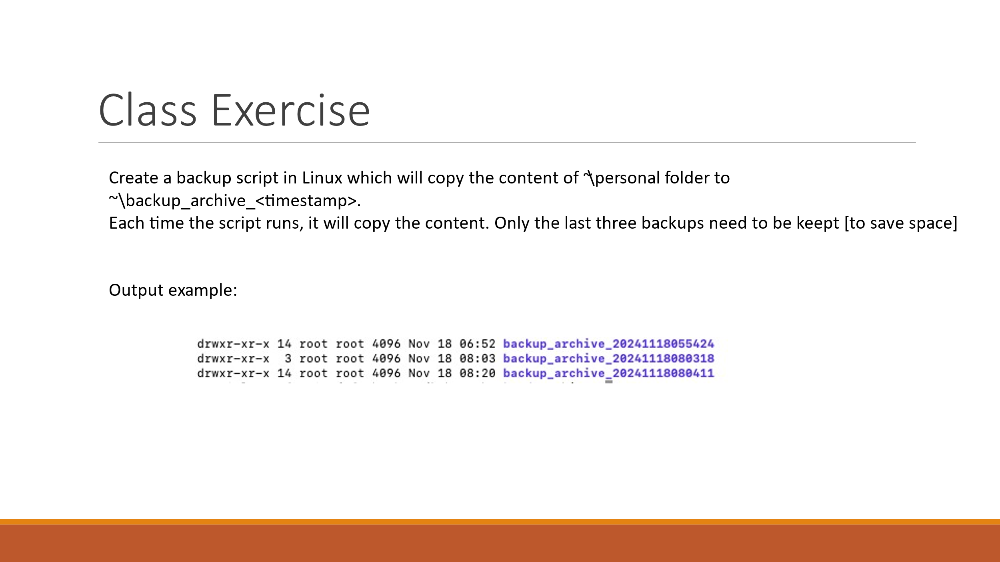 Class Exercise
Create a backup script in Linux which will copy the content of ~\personal folder to
~\backup_archive_<timestamp>.
Each time the script runs, it will copy the content. Only the last three backups need to be keept [to save space]
Output example:
drwxr-xr-x 14 root root 4096 Nov 18 06:52 backup_archive_20241118055424
drwxr-xr-x  3 root root 4096 Nov 18 08:03 backup_archive_20241118080318
drwxr-xr-x 14 root root 4096 Nov 18 08:20 backup_archive_20241118080411